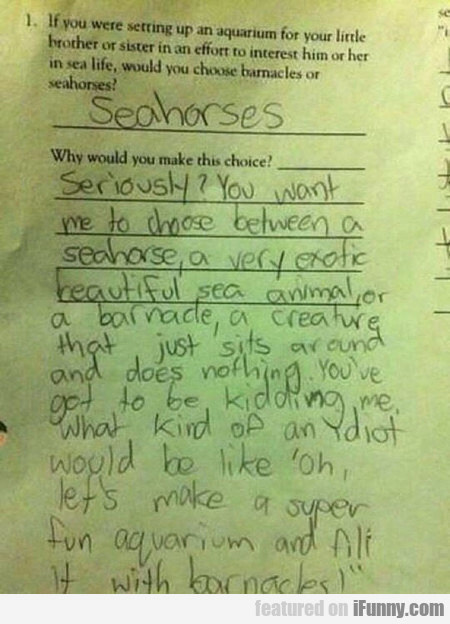 1. If you were setting up an aquarium for your little
brother or sister in an effort to interest him or her
in sea life, would you choose barnacles or
seahorses?
Seahorses
Why would you make this choice?
Seriously? You want
me to choose between a
seahorse, a very exotic
beautiful sea animal, or
a barnacle, a creature
that just sits around
and does nothing. You've
got to be kidding me.
What kind of an idiot
would be like 'oh,
let's make a super
fun aquarium and fill
it with barnacles!"
featured on iFunny.com